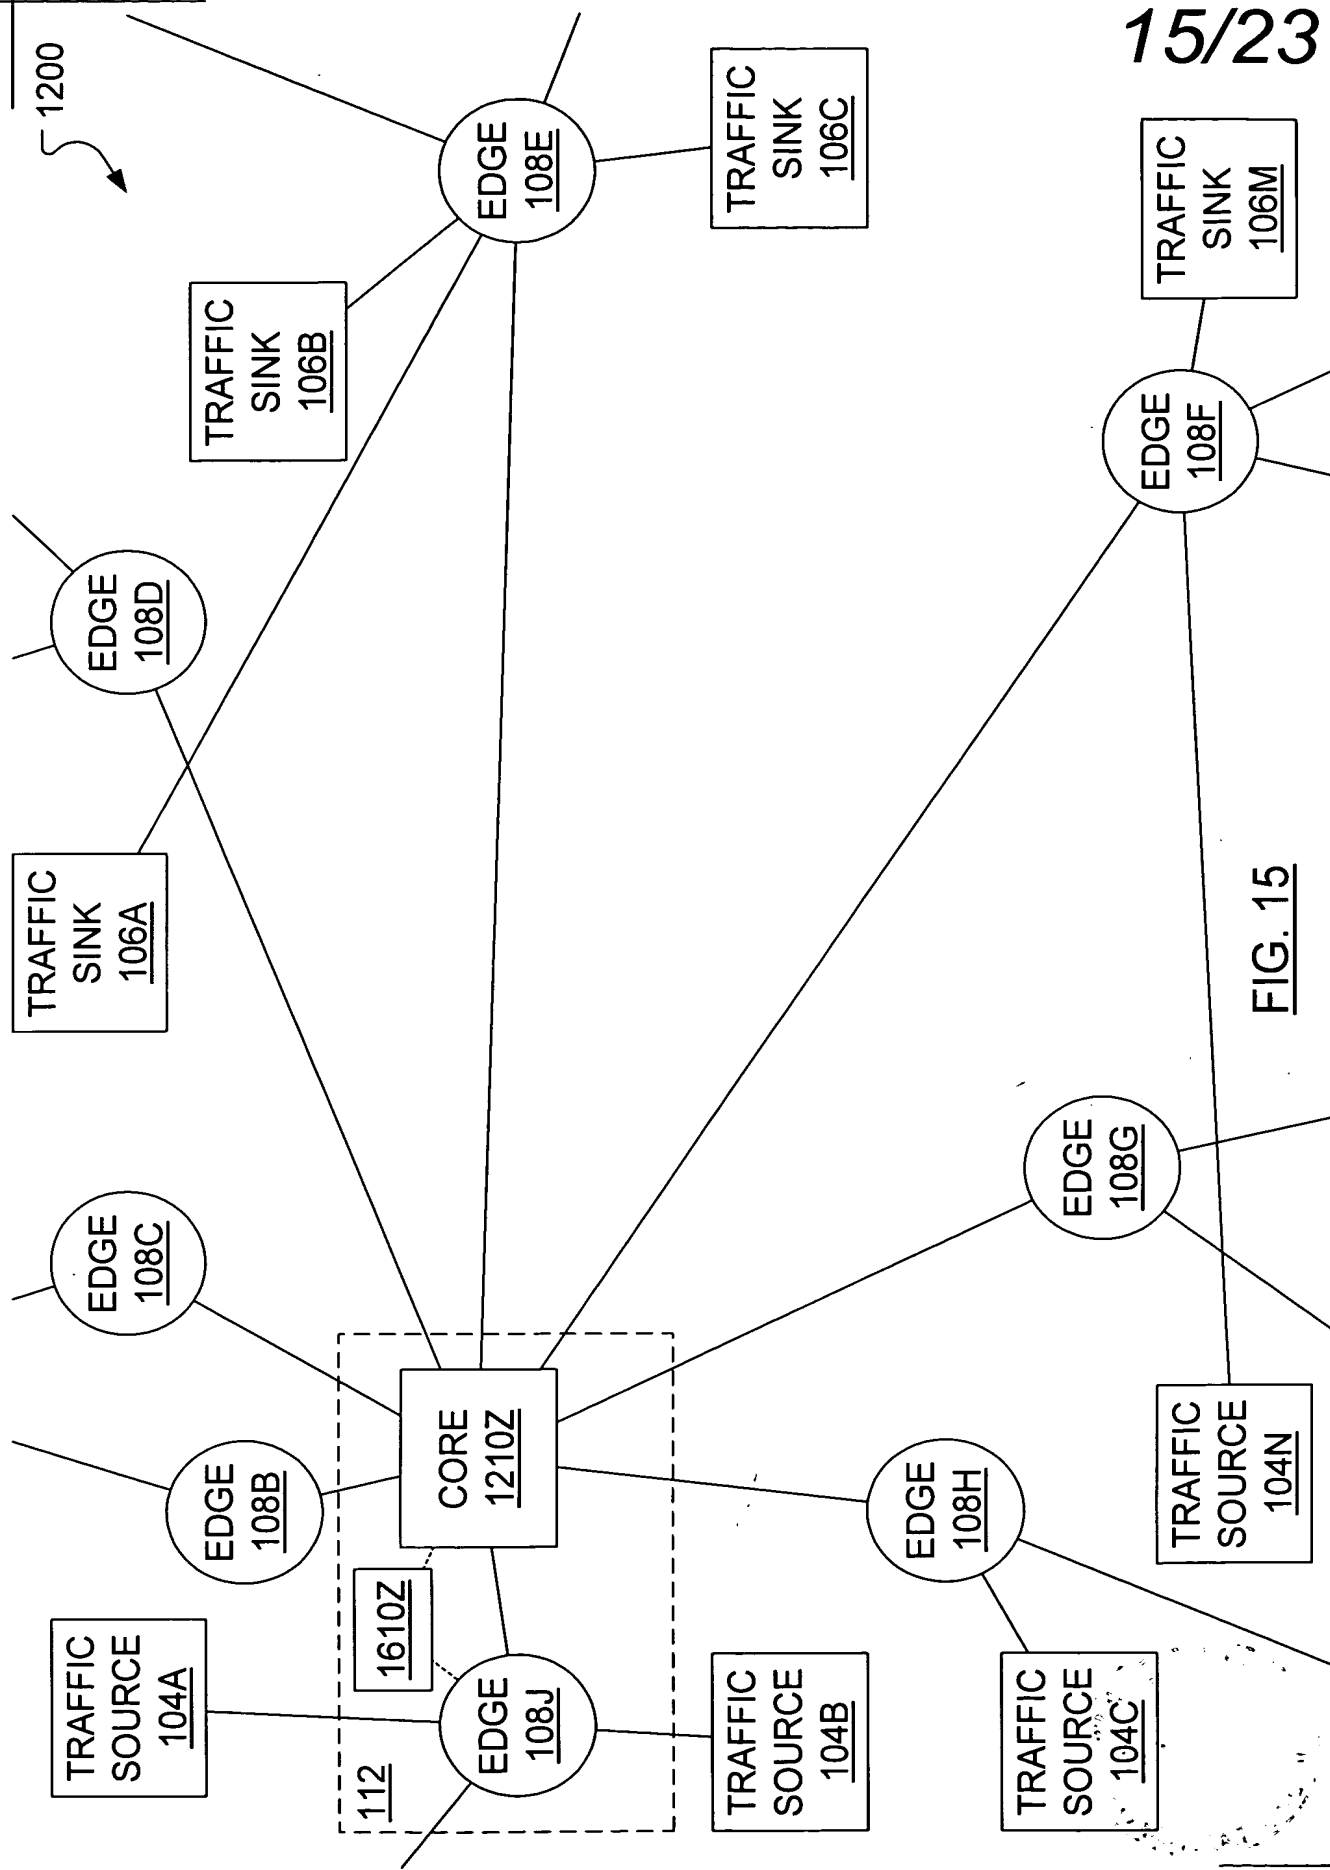 15/23
1200
TRAFFIC
SOURCE
104A
EDGE
108B
EDGE
108C
TRAFFIC
SINK
106A
EDGE
108D
TRAFFIC
SINK
106B
EDGE
108E
TRAFFIC
SINK
106C
112
1610Z
EDGE
108J
CORE
1210Z
TRAFFIC
SOURCE
104B
TRAFFIC
SOURCE
104C
EDGE
108H
EDGE
108G
TRAFFIC
SOURCE
104N
EDGE
108F
TRAFFIC
SINK
106M
FIG. 15